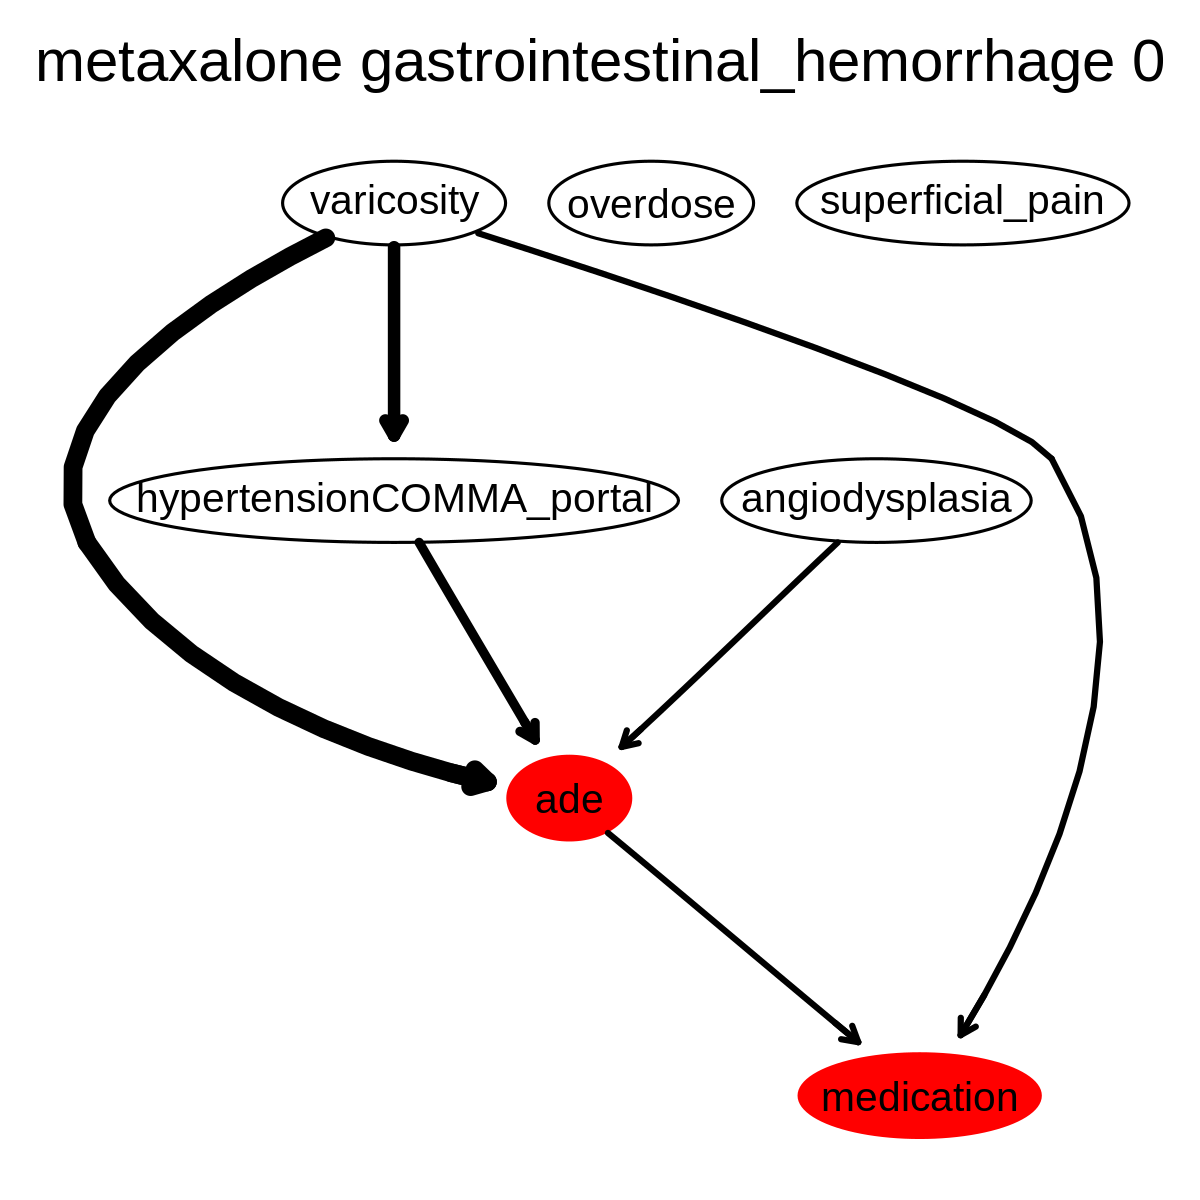 metaxalone gastrointestinal_hemorrhage 0
varicosity overdose superficial_pain
hypertensionCOMMA_portal angiodysplasia
ade
medication